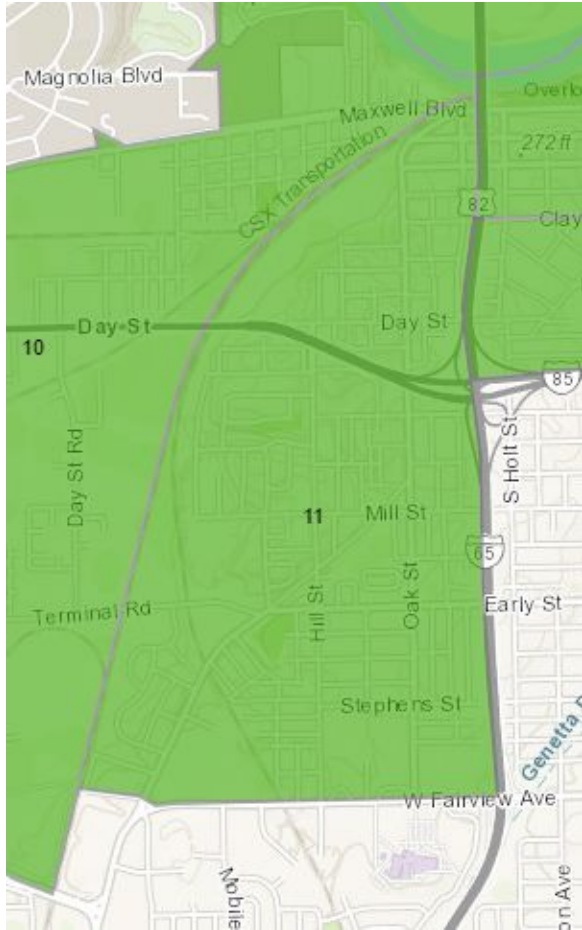 Magnolia Blvd
Maxwell Blvd
Overlo
272 ft
CSX Transportation
82
Clay
Day St
Day St
10
85
Day St Rd
S Holt St
11
Mill St
65
Terminal Rd
Hill St
Oak St
Early St
Stephens St
Genetta
W Fairview Ave
Mobile
on Ave